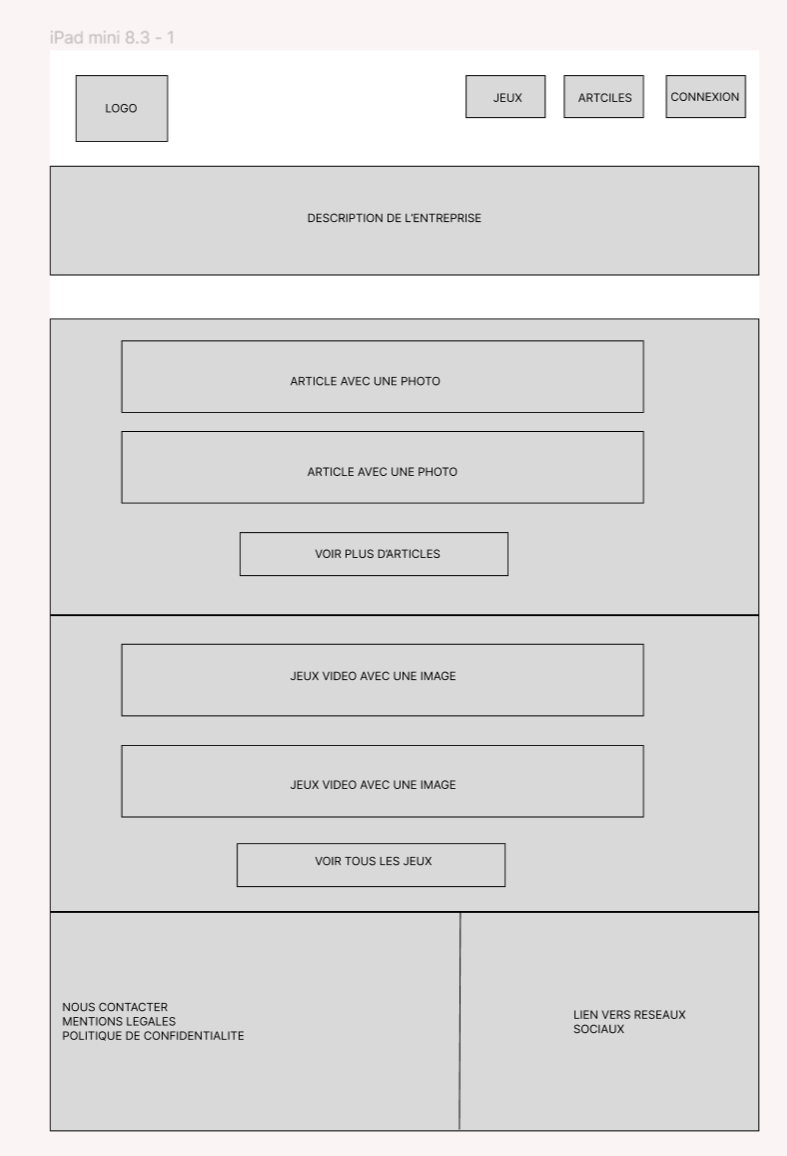 iPad mini 8.3 - 1
LOGO
JEUX
ARTCILES
CONNEXION
DESCRIPTION DE L'ENTREPRISE
ARTICLE AVEC UNE PHOTO
ARTICLE AVEC UNE PHOTO
VOIR PLUS D'ARTICLES
JEUX VIDEO AVEC UNE IMAGE
JEUX VIDEO AVEC UNE IMAGE
VOIR TOUS LES JEUX
NOUS CONTACTER
MENTIONS LEGALES
POLITIQUE DE CONFIDENTIALITE
LIEN VERS RESEAUX
SOCIAUX